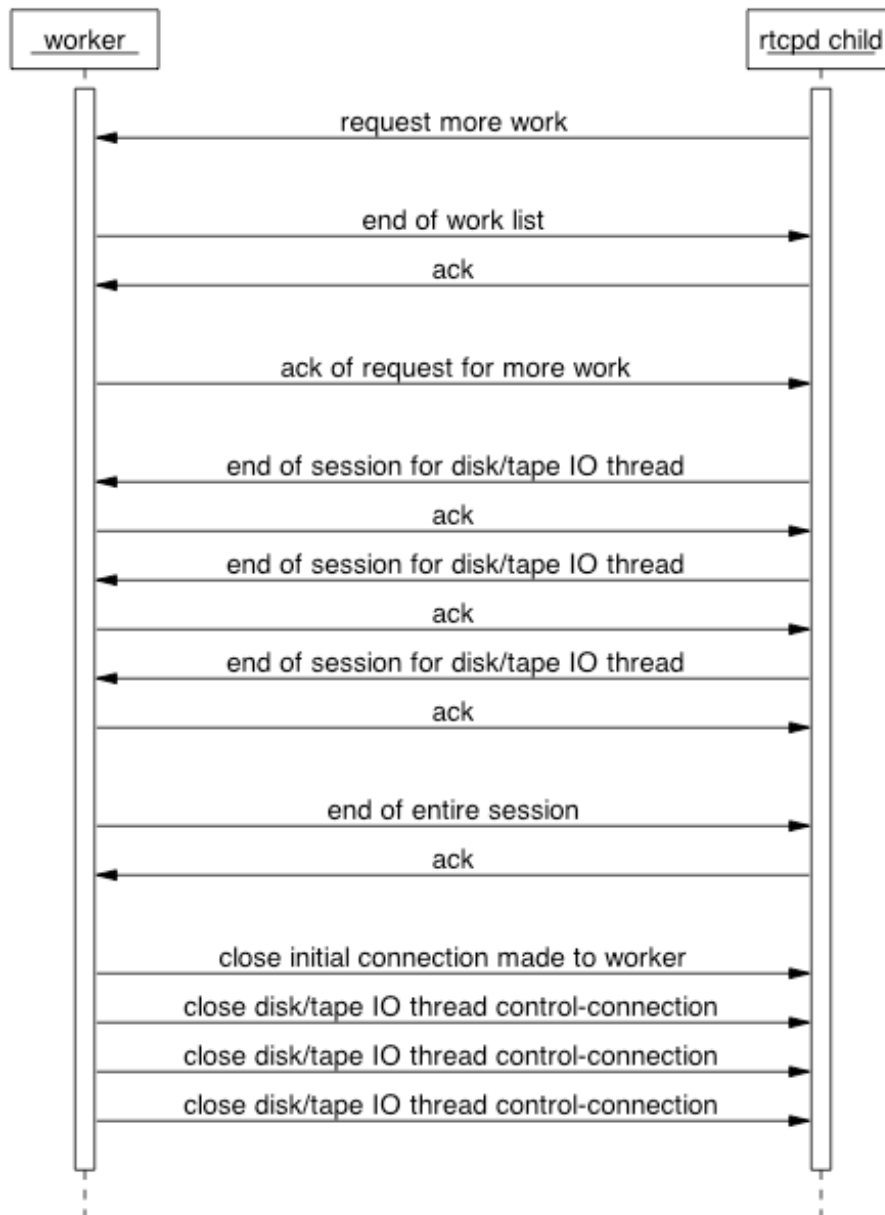 worker
rtcpd child
request more work
end of work list
ack
ack of request for more work
end of session for disk/tape IO thread
ack
end of session for disk/tape IO thread
ack
end of session for disk/tape IO thread
ack
end of entire session
ack
close initial connection made to worker
close disk/tape IO thread control-connection
close disk/tape IO thread control-connection
close disk/tape IO thread control-connection